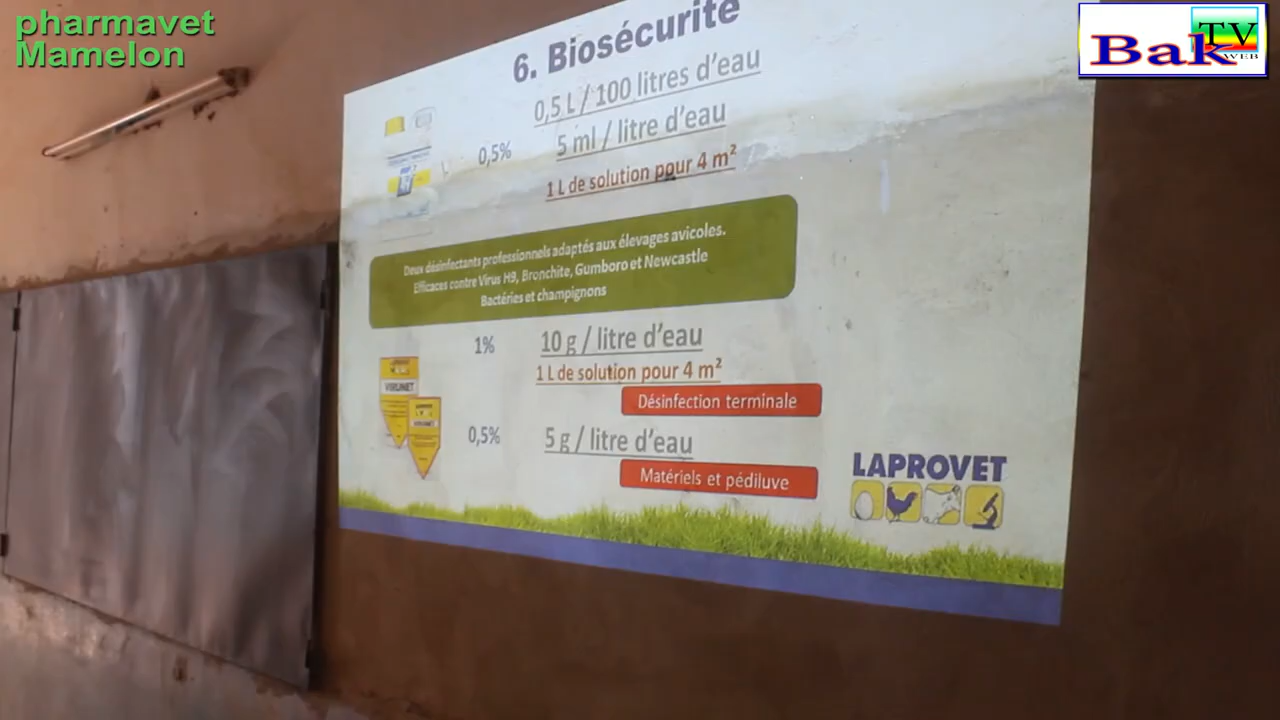 pharmavet
Mamelon
Bak TV
WEB
6. Biosécurité
0,5 L / 100 litres d'eau
0,5%
5 ml / litre d'eau
1 L de solution pour 4 m²
Deux désinfectants professionnels adaptés aux élevages avicoles.
Efficaces contre Virus H9, Bronchite, Gumboro et Newcastle
Bactéries et champignons
1%
10 g / litre d'eau
1 L de solution pour 4 m²
VIRUNET
Désinfection terminale
0,5%
5 g / litre d'eau
Matériels et pédiluve
LAPROVET